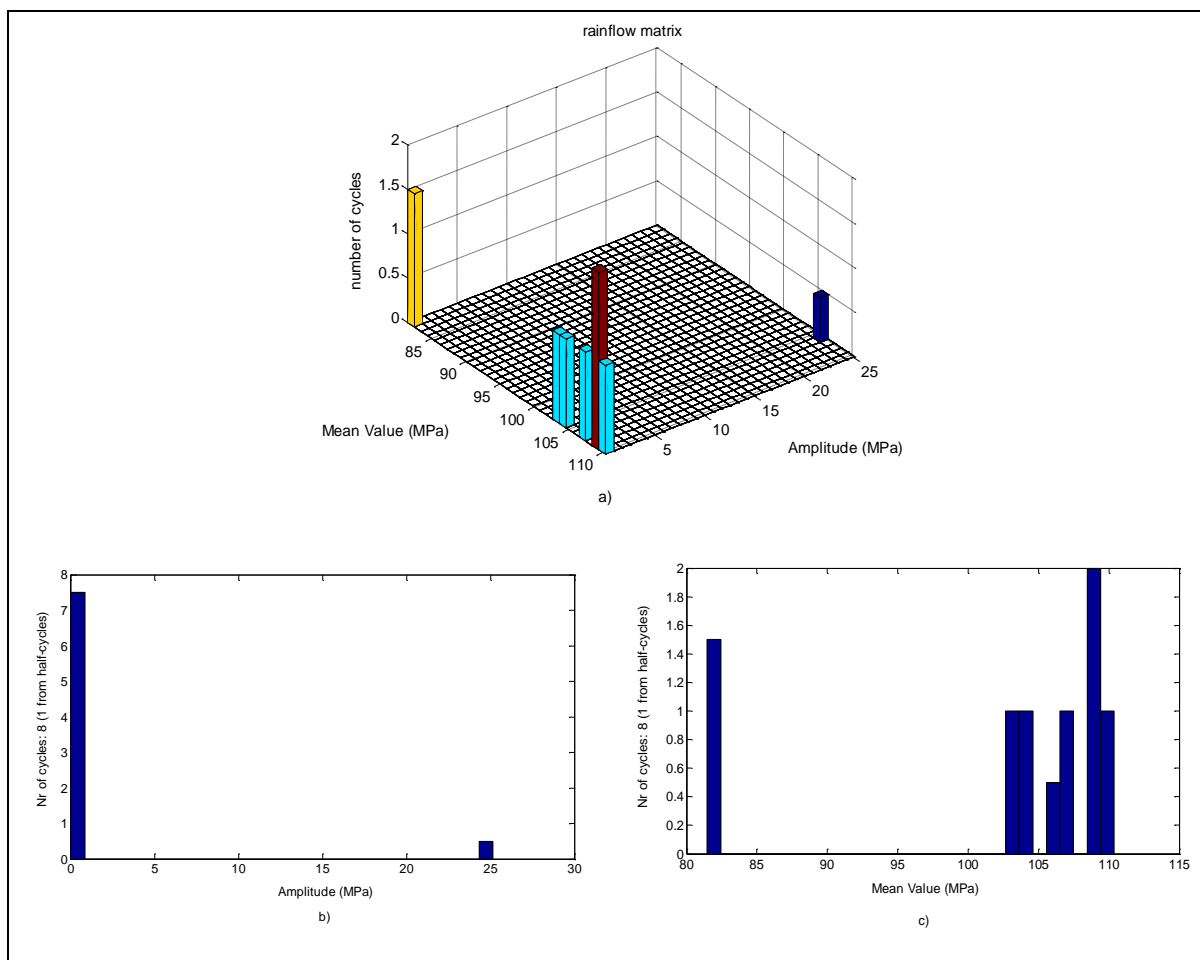 rainflow matrix
2
1.5
1
0.5
0
number of cycles
85
90
95
100
105
110
Mean Value (MPa)
5
10
15
20
25
Amplitude (MPa)
a)
8
7
6
5
4
3
2
1
0
Nr of cycles: 8 (1 from half-cycles)
0 5 10 15 20 25 30
Amplitude (MPa)
b)
2
1.8
1.6
1.4
1.2
1
0.8
0.6
0.4
0.2
0
Nr of cycles: 8 (1 from half-cycles)
80 85 90 95 100 105 110 115
Mean Value (MPa)
c)